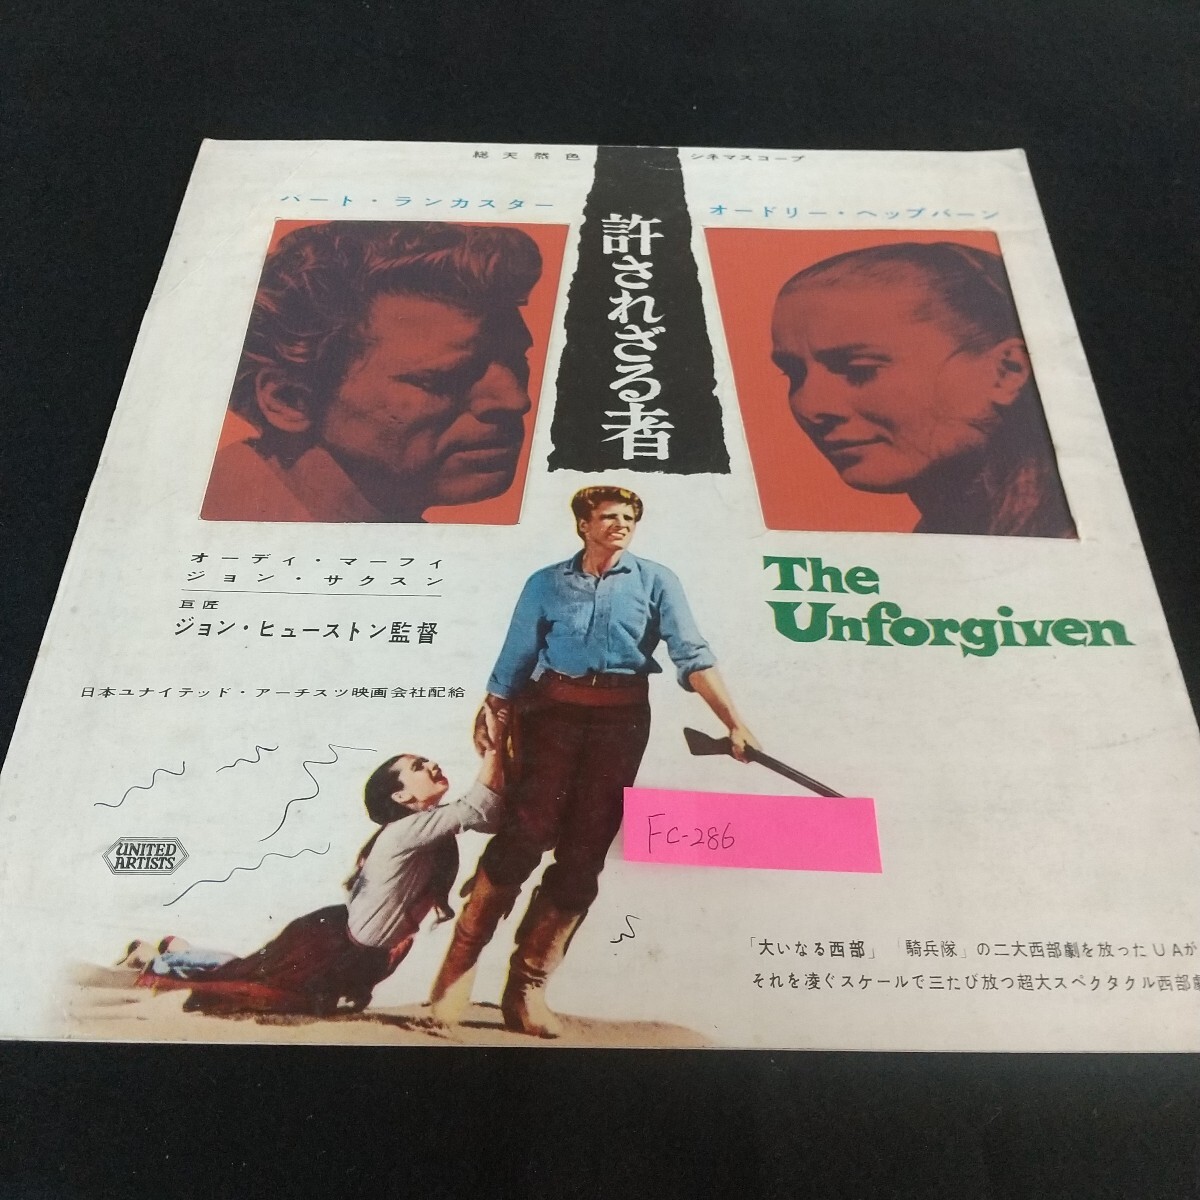 総天然色
シネマスコープ
バート・ランカスター
オードリー・ヘップバーン
許されざる者
オーディ・マーフィ
ジョン・サクスン
巨匠
ジョン・ヒューストン監督
The
Unforgiven
日本ユナイテッド・アーチスツ映画会社配給
UNITED
ARTISTS
FC-286
「大いなる西部」「騎兵隊」の二大西部劇を放ったUAが
それを凌ぐスケールで三たび放つ超大スペクタクル西部劇